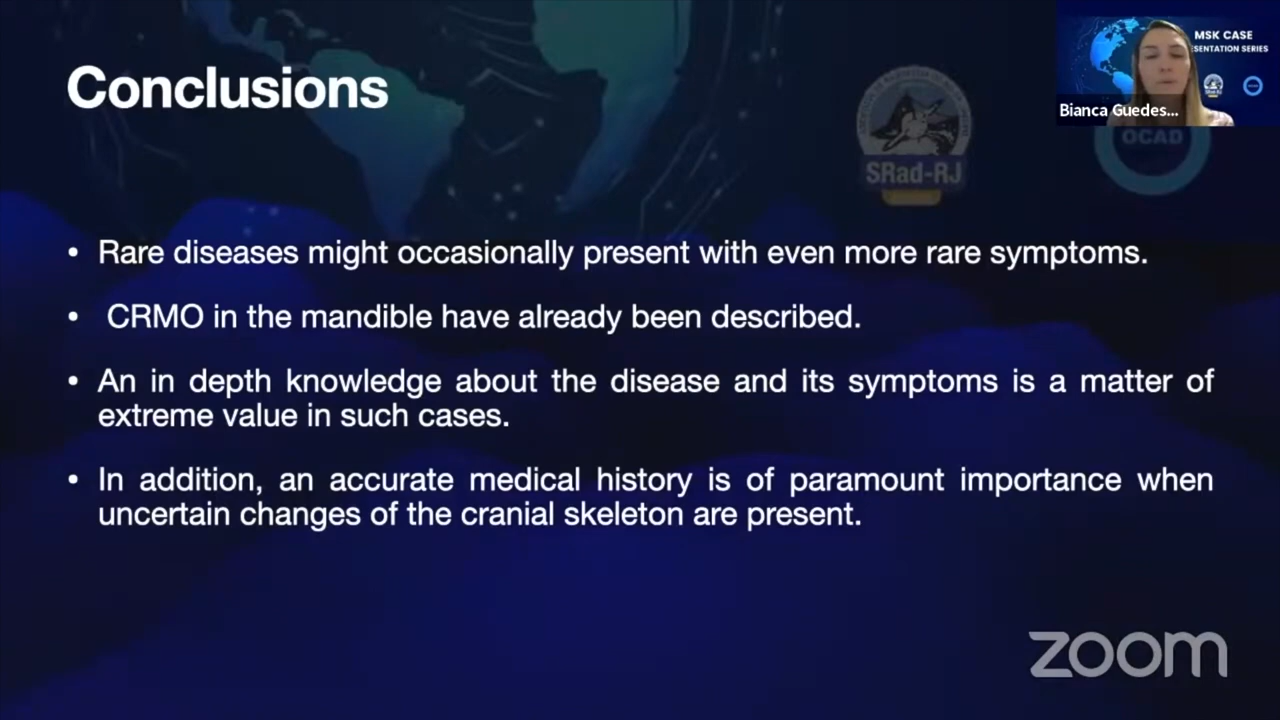 Conclusions
MSK CASE
SENTATION SERIES
Bianca Guedes...
SRad-RJ
OCAD
• Rare diseases might occasionally present with even more rare symptoms.
• CRMO in the mandible have already been described.
• An in depth knowledge about the disease and its symptoms is a matter of
extreme value in such cases.
• In addition, an accurate medical history is of paramount importance when
uncertain changes of the cranial skeleton are present.
zoom